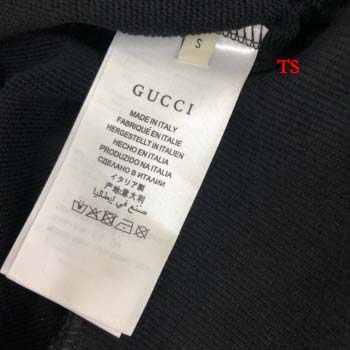 S
TS
GUCCI
MADE IN ITALY
FABRIQUÉ EN ITALIE
HERGESTELLT IN ITALIEN
HECHO EN ITALIA
PRODUZIDO NA ITALIA
СДЕЛАНО В ИТАЛИИ
イタリア製
产地:意大利
صنع في إيطاليا